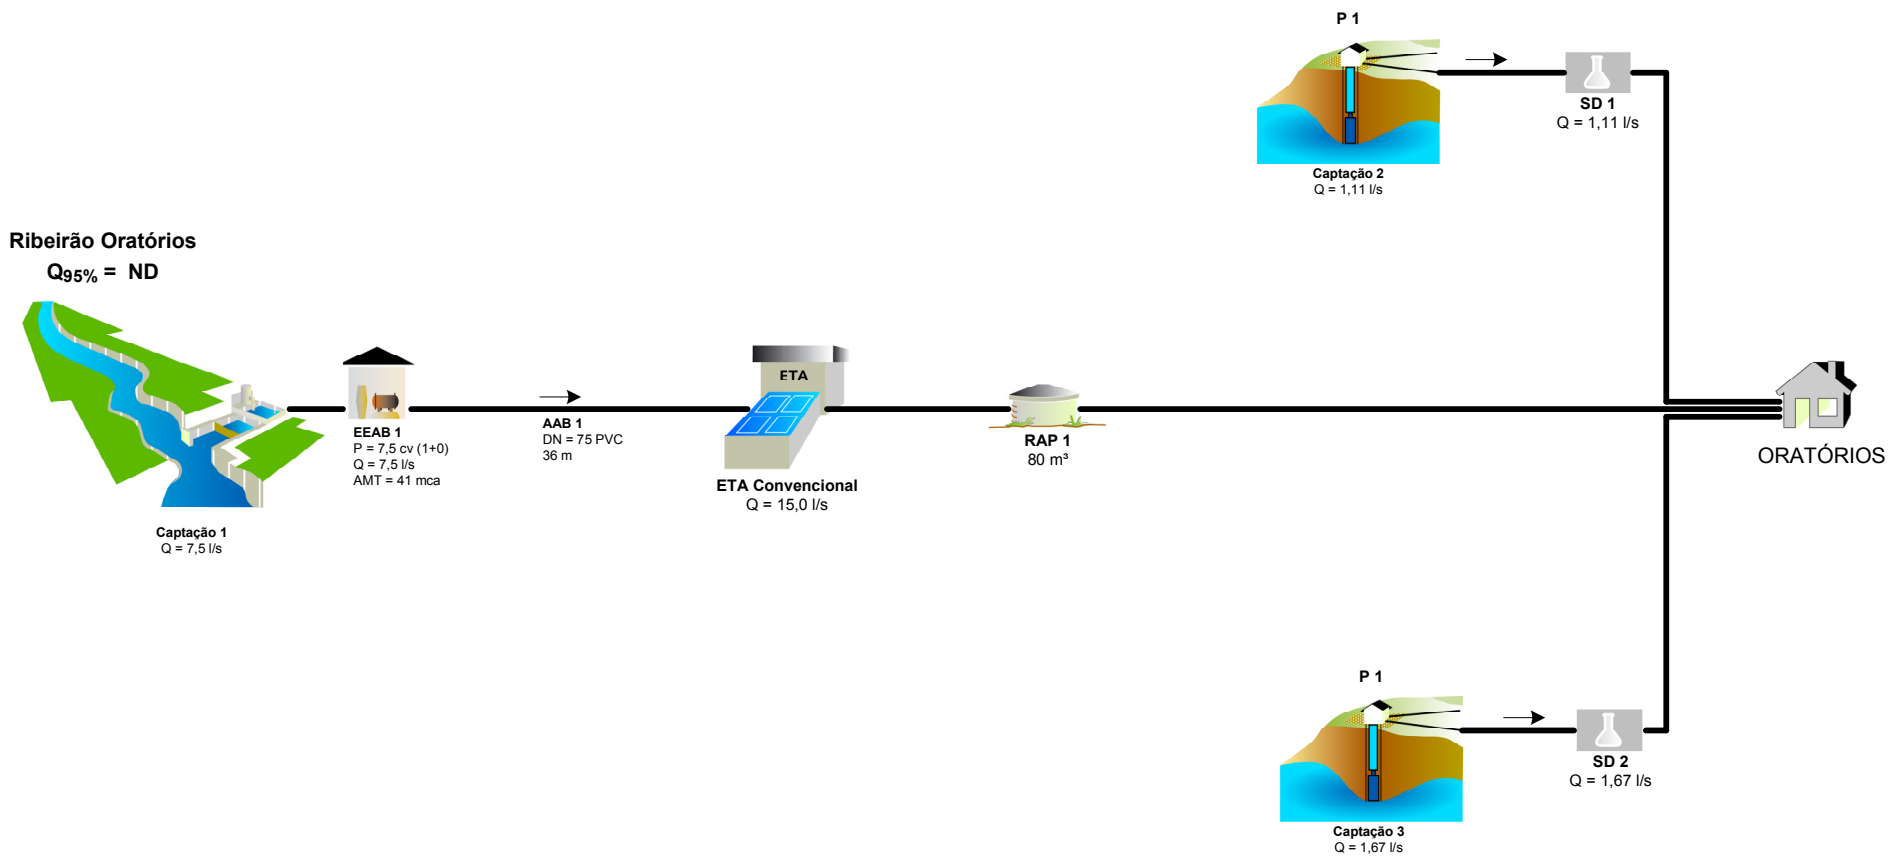 P 1
SD 1
Q = 1,11 l/s
Captação 2
Q = 1,11 l/s
Ribeirão Oratórios
Q95% = ND
ETA
EEAB 1
P = 7,5 cv (1+0)
Q = 7,5 l/s
AMT = 41 mca
AAB 1
DN = 75 PVC
36 m
RAP 1
80 m³
ORATÓRIOS
ETA Convencional
Q = 15,0 l/s
Captação 1
Q = 7,5 l/s
P 1
SD 2
Q = 1,67 l/s
Captação 3
Q = 1,67 l/s